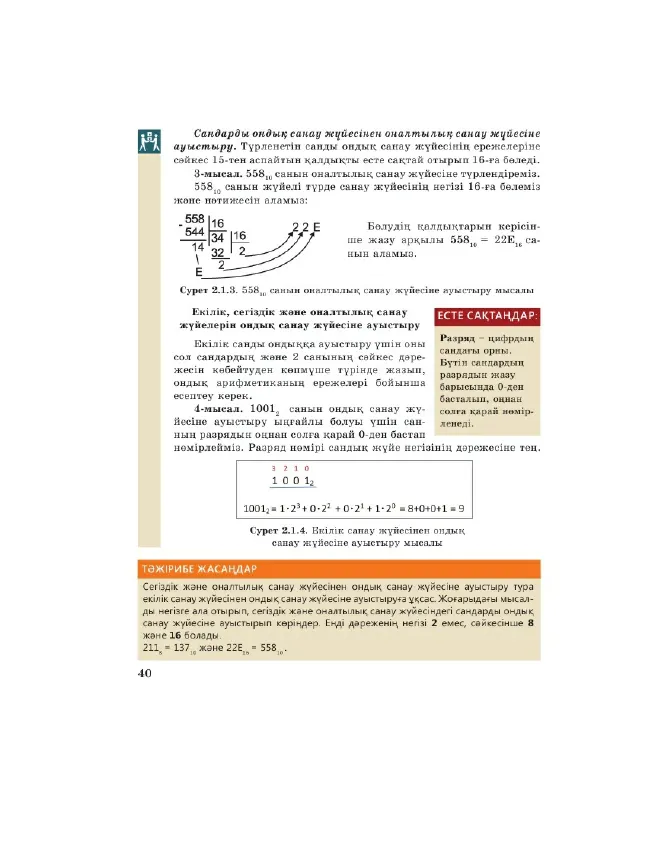 Сандарды ондық санау жүйесінен оналтылық санау жүйесіне
ауыстыру. Түрленетін санды ондық санау жүйесінің ережелеріне
сәйкес 15-тен аспайтын қалдықты есте сақтай отырып 16-ға бөледі.
3-мысал. 558₁₀ санын оналтылық санау жүйесіне түрлендіреміз.
558₁₀ санын жүйелі түрде санау жүйесінің негізі 16-ға бөлеміз
және нәтижесін аламыз:
558 16 2 2 E
- 544 34 16
14 32 2
2
E
Бөлудің қалдықтарын керісін-
ше жазу арқылы 558₁₀ = 22E₁₆ са-
нын аламыз.
Сурет 2.1.3. 558₁₀ санын оналтылық санау жүйесіне ауыстыру мысалы
Екілік, сегіздік және оналтылық санау
жүйелерін ондық санау жүйесіне ауыстыру
Екілік санды ондыққа ауыстыру үшін оны
сол сандардың және 2 санының сәйкес дәре-
жесін көбейтуден көпмүше түрінде жазып,
ондық арифметиканың ережелері бойынша
есептеу керек.
4-мысал. 1001₂ санын ондық санау жү-
йесіне ауыстыру ыңғайлы болуы үшін сан-
ның разрядын оңнан солға қарай 0-ден бастап
нөмірлейміз. Разряд нөмірі сандық жүйе негізінің дәрежесіне тең.
ЕСТЕ САҚТАҢДАР:
Разряд – цифрдың
сандағы орны.
Бүтін сандардың
разрядын жазу
барысында 0-ден
басталып, оңнан
солға қарай нөмір-
ленеді.
3 2 1 0
1 0 0 1₂
1001₂ = 1·2³ + 0·2² + 0·2¹ + 1·2⁰ = 8+0+0+1 = 9
Сурет 2.1.4. Екілік санау жүйесінен ондық
санау жүйесіне ауыстыру мысалы
ТӘЖІРИБЕ ЖАСАҢДАР
Сегіздік және оналтылық санау жүйесінен ондық санау жүйесіне ауыстыру тура
екілік санау жүйесінен ондық санау жүйесіне ауыстыруға ұқсас. Жоғарыдағы мысал-
ды негізге ала отырып, сегіздік және оналтылық санау жүйесіндегі сандарды ондық
санау жүйесіне ауыстырып көріңдер. Енді дәреженің негізі 2 емес, сәйкесінше 8
және 16 болады.
211₈ = 137₁₀ және 22E₁₆ = 558₁₀.
40